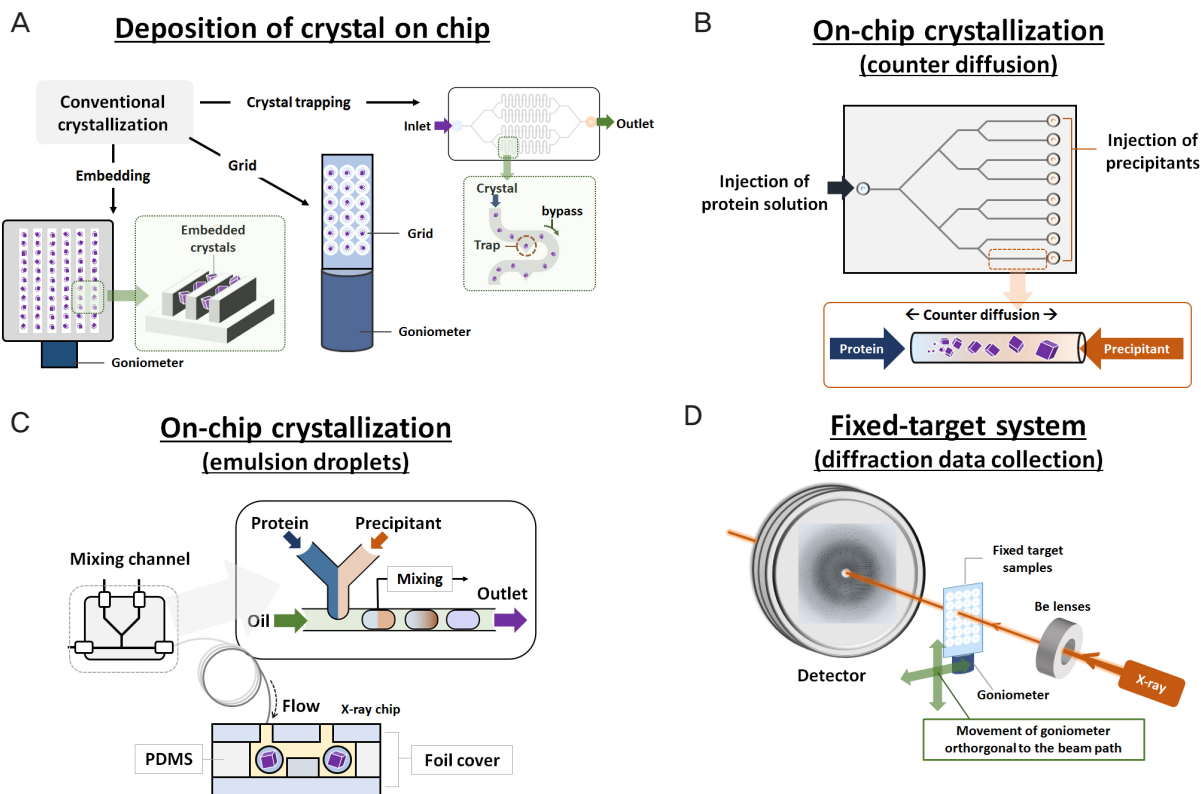 A
Deposition of crystal on chip
Conventional
crystallization
Crystal trapping
Inlet
Outlet
Embedding
Grid
Crystal
bypass
Trap
Embedded
crystals
Grid
Goniometer
Goniometer
B
On-chip crystallization
(counter diffusion)
Injection of
protein solution
Injection of
precipitants
← Counter diffusion →
Protein
Precipitant
C
On-chip crystallization
(emulsion droplets)
Protein
Precipitant
Mixing channel
Mixing
Outlet
Oil
Flow
X-ray chip
PDMS
Foil cover
D
Fixed-target system
(diffraction data collection)
Fixed target
samples
Be lenses
Detector
X-ray
Goniometer
Movement of goniometer
orthorgonal to the beam path